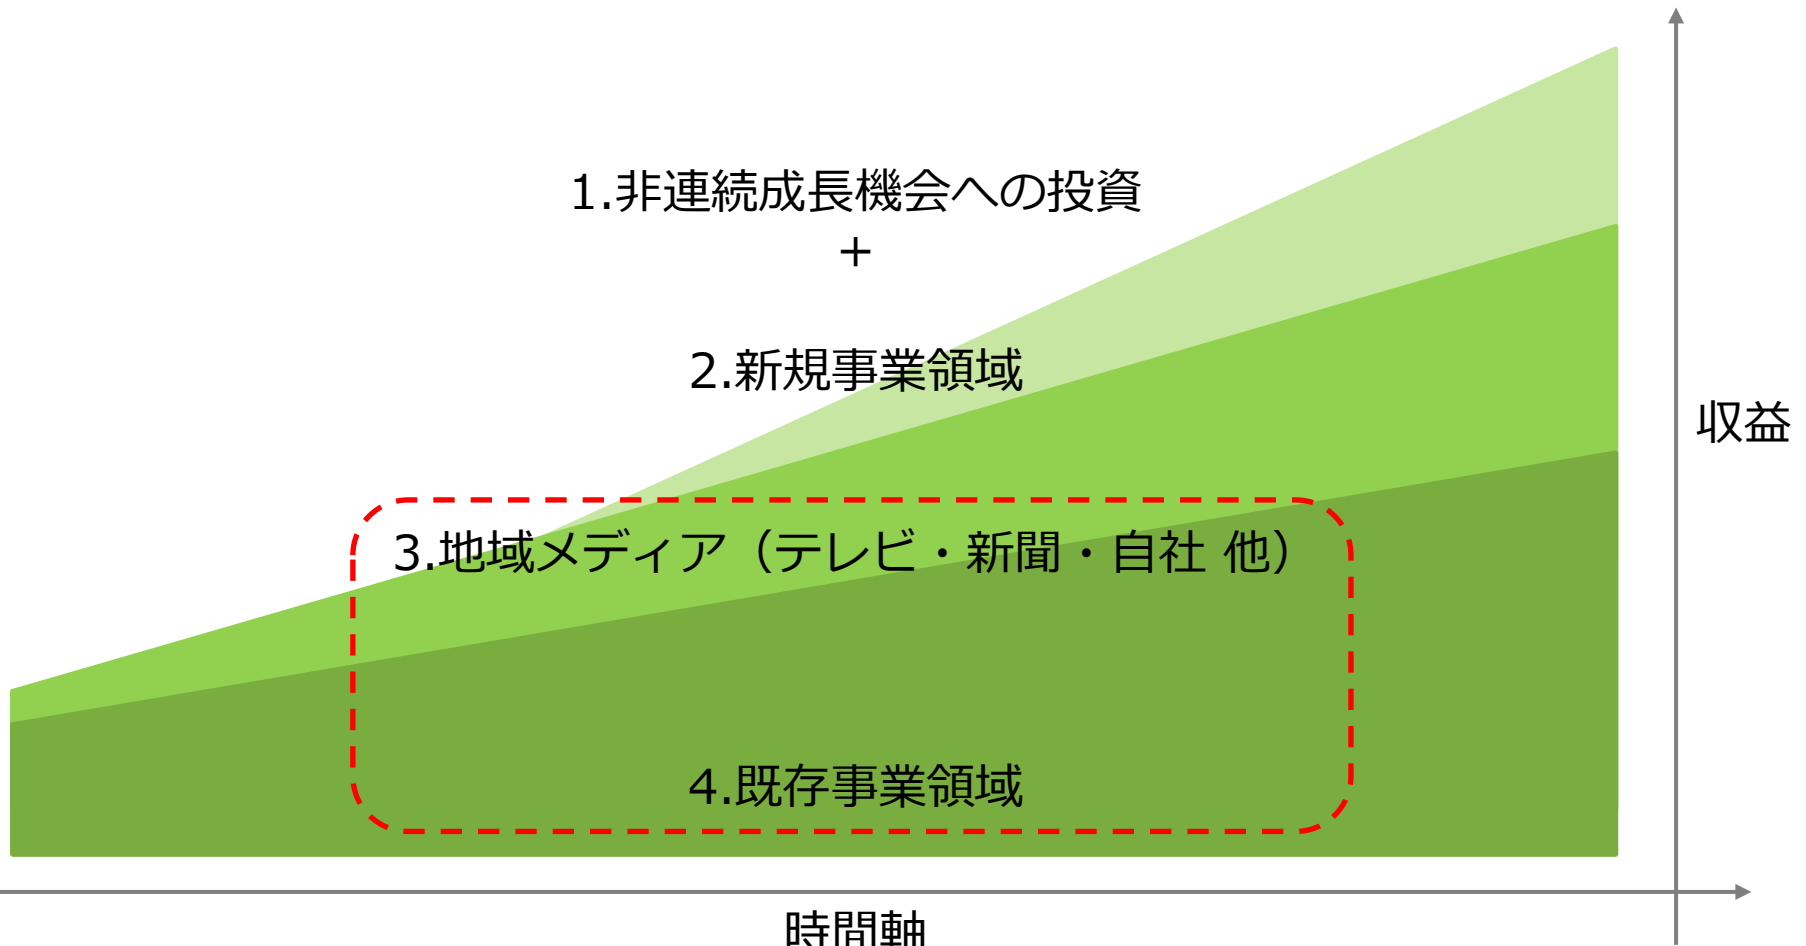 1.非連続成長機会への投資
+
2.新規事業領域
収益
3.地域メディア（テレビ・新聞・自社 他）
4.既存事業領域
時間軸